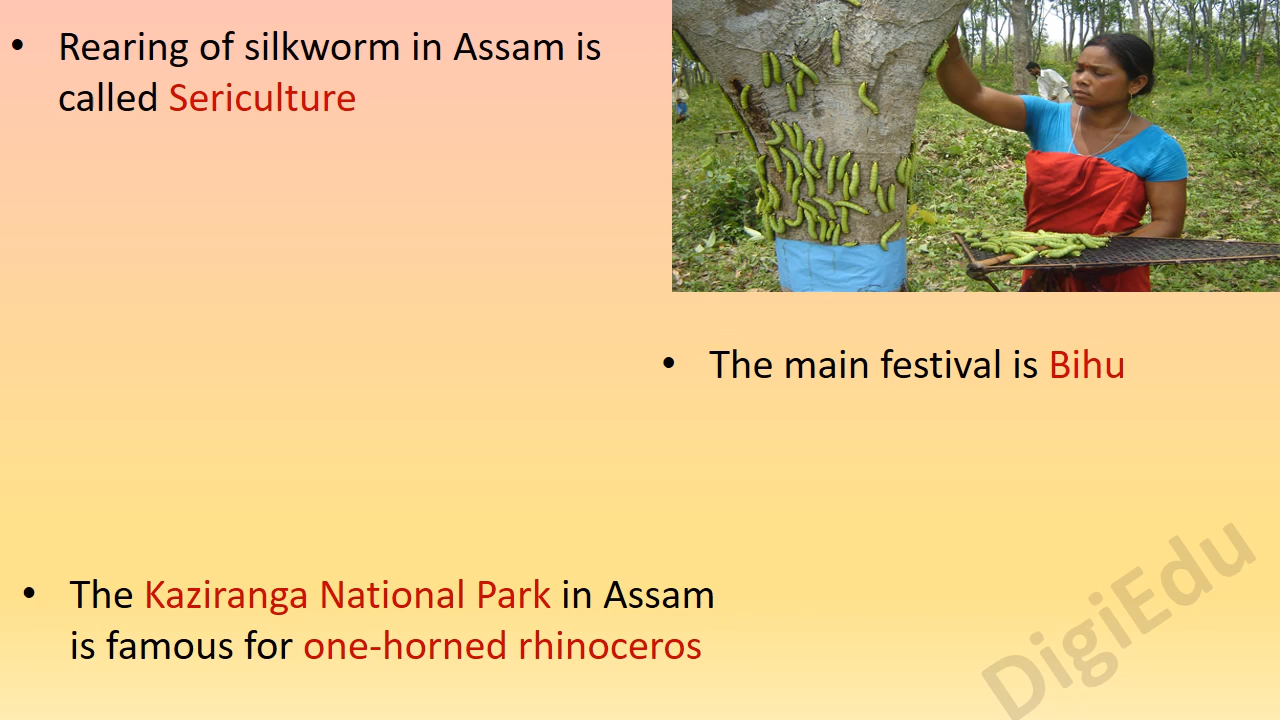 • Rearing of silkworm in Assam is
called Sericulture
• The main festival is Bihu
• The Kaziranga National Park in Assam
is famous for one-horned rhinoceros
DigiEdu